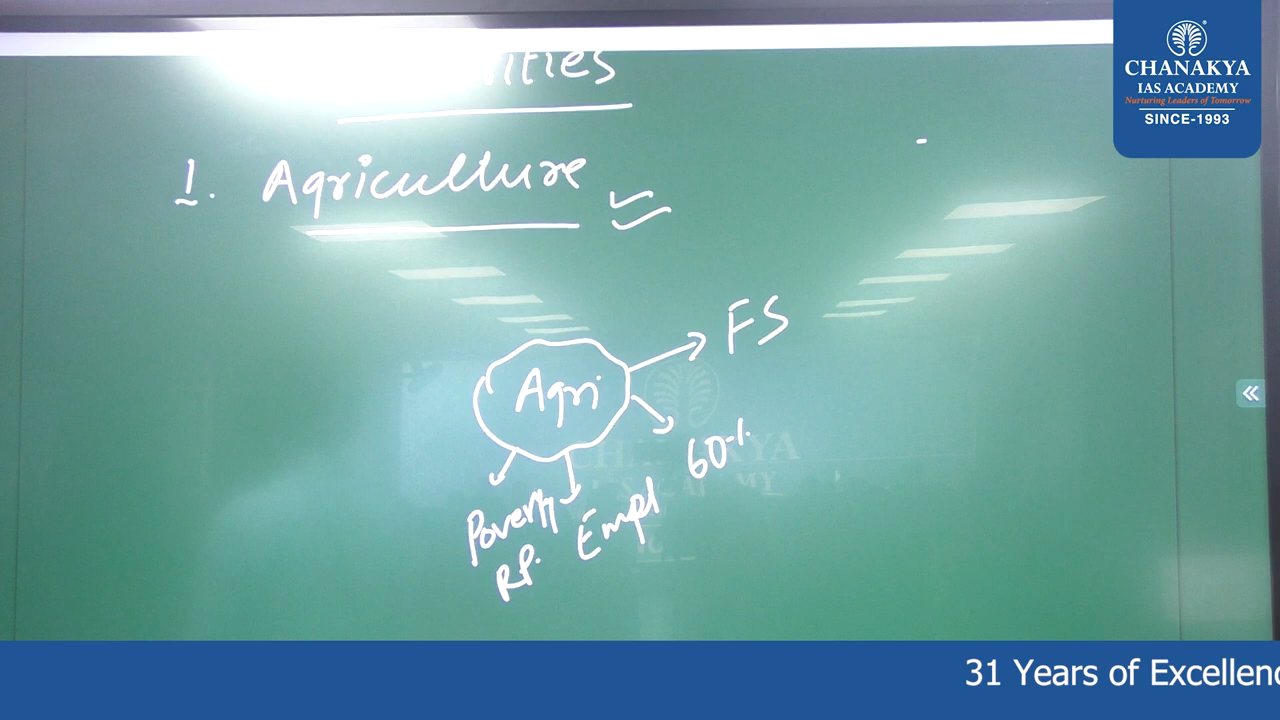 CHANAKYA
IAS ACADEMY
Nurturing Leaders of Tomorrow
SINCE-1993
1. Agriculture
Agri
FS
60%
Empl
Poverty
RP.
31 Years of Excellenc